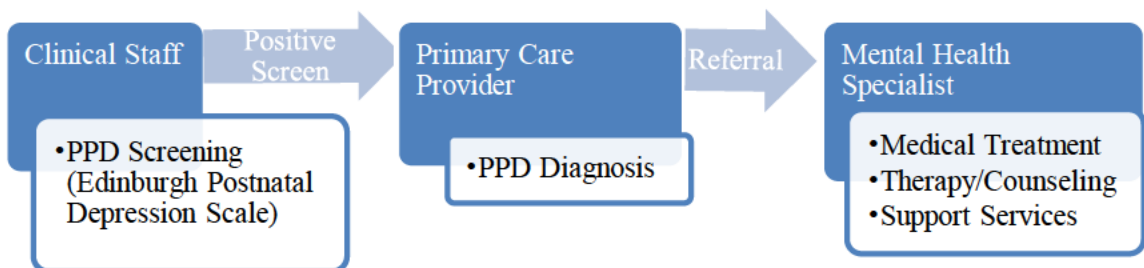 Clinical Staff
Positive
Screen
Primary Care
Provider
Referral
Mental Health
Specialist
•PPD Screening
(Edinburgh Postnatal
Depression Scale)
•PPD Diagnosis
•Medical Treatment
•Therapy/Counseling
•Support Services